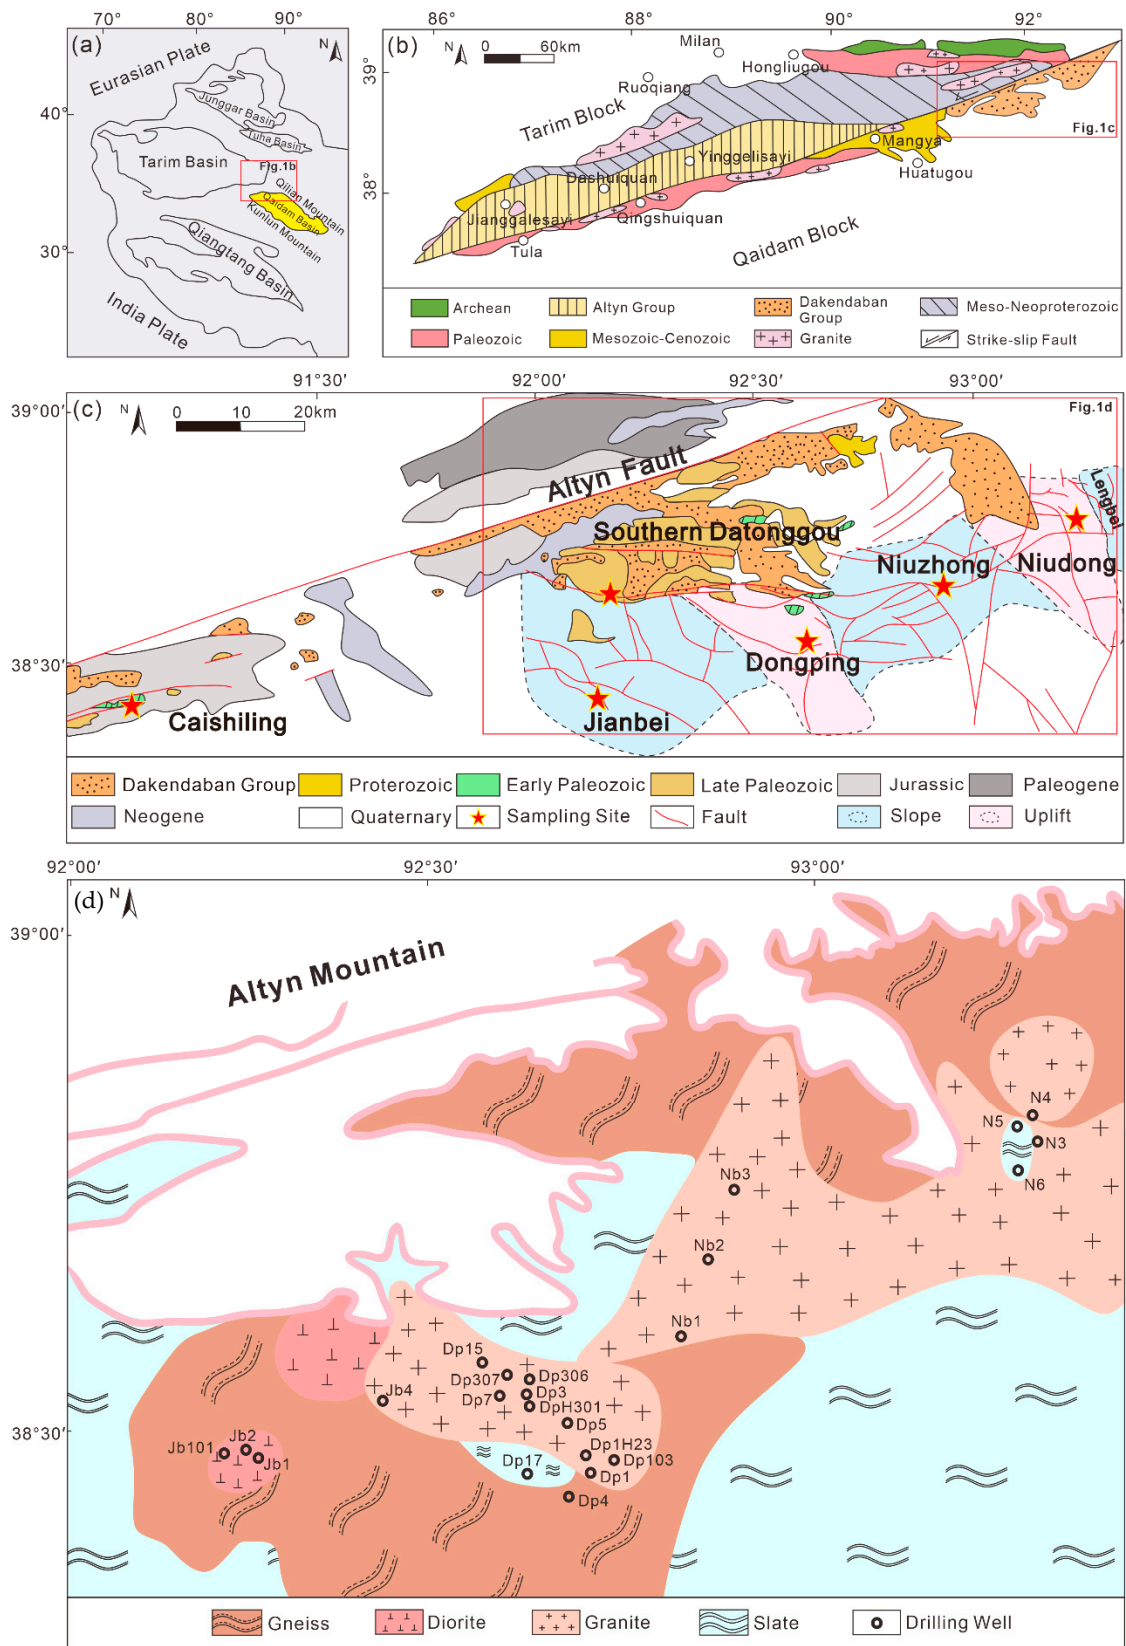 70° 80° 90°
(a)
N
Eurasian Plate
40°
Junggar Basin
Tuha Basin
Tarim Basin
Fig.1b
Qilian Mountain
Qaidam Basin
Kunlun Mountain
Qiangtang Basin
30°
India Plate
86° 88° 90° 92°
(b)
N
0 60km
Milan
Hongliugou
39°
Ruoqiang
Tarim Block
Fig.1c
Mangya
Yinggelisayi
Huatugou
38°
Dashuiquan
Jianggalesayi
Qingshuiquan
Tula
Qaidam Block
Archean
Altyn Group
Dakendaban Group
Meso-Neoproterozoic
Paleozoic
Mesozoic-Cenozoic
Granite
Strike-slip Fault
91°30′ 92°00′ 92°30′ 93°00′
39°00′
(c)
N
0 10 20km
Fig.1d
Altyn Fault
Lengbei
Southern Datonggou
Niuzhong
Niudong
38°30′
Dongping
Caishiling
Jianbei
Dakendaban Group
Proterozoic
Early Paleozoic
Late Paleozoic
Jurassic
Paleogene
Neogene
Quaternary
Sampling Site
Fault
Slope
Uplift
92°00′ 92°30′ 93°00′
(d)
N
39°00′
Altyn Mountain
N4
N5
N3
N6
Nb3
Nb2
Nb1
Dp15
Dp307
Dp306
Dp7
Dp3
Jb4
DpH301
Dp5
38°30′
Jb2
Jb101
Jb1
Dp1H23
Dp17
Dp103
Dp1
Dp4
Gneiss
Diorite
Granite
Slate
Drilling Well